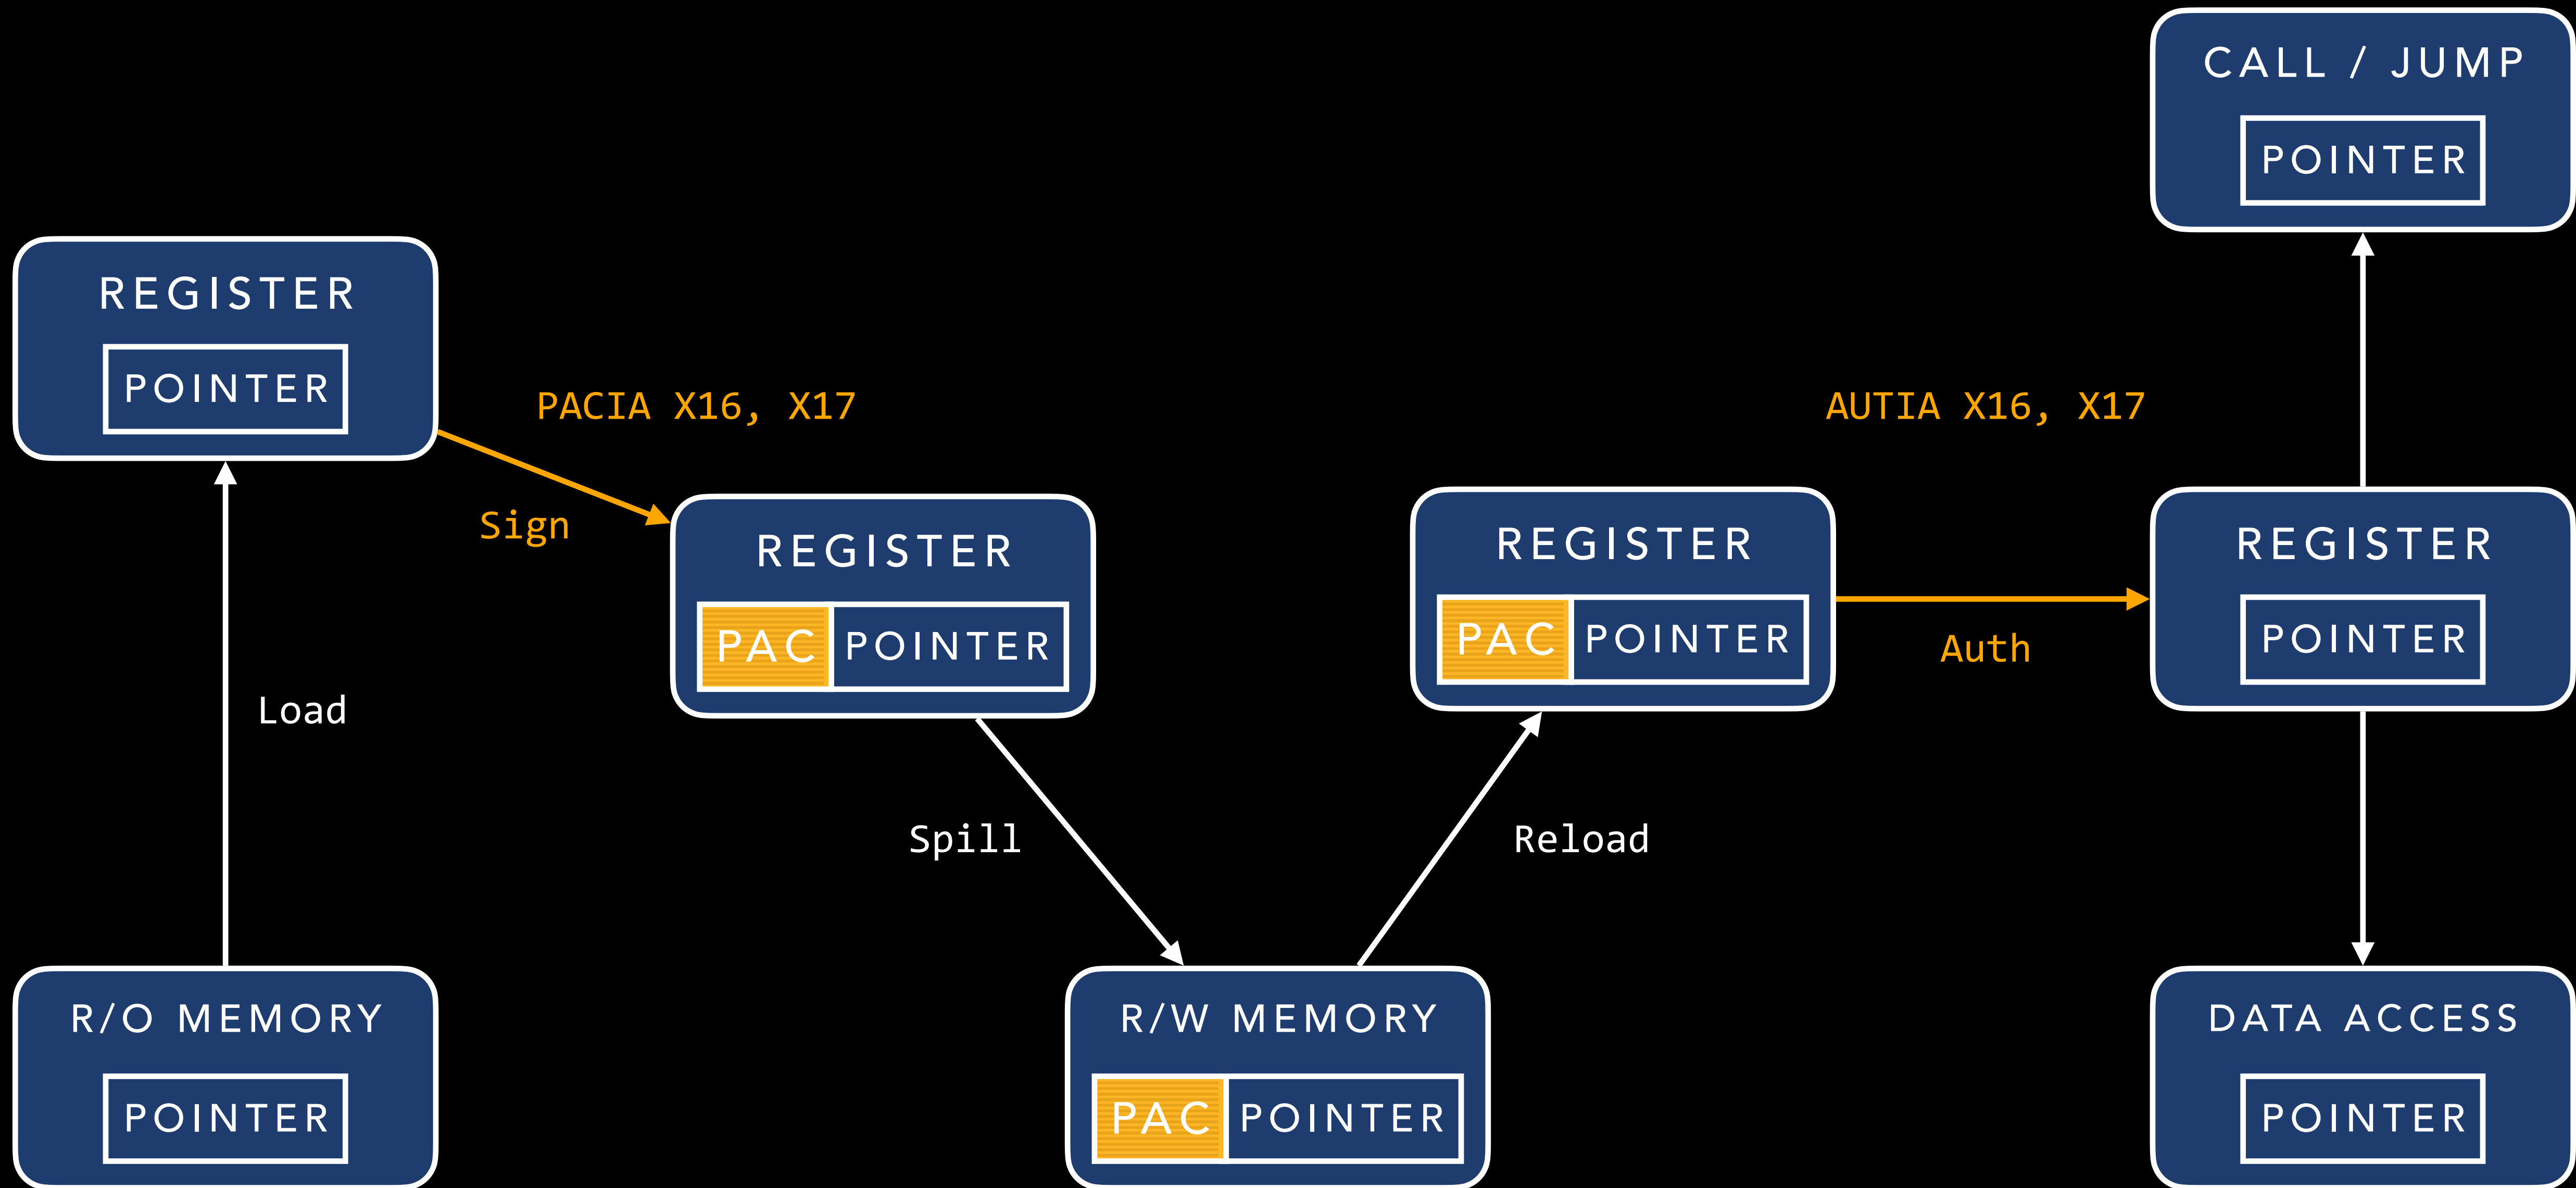 CALL / JUMP
POINTER
REGISTER
POINTER
PACIA X16, X17
Sign
AUTIA X16, X17
REGISTER
PAC POINTER
REGISTER
PAC POINTER
Auth
REGISTER
POINTER
Load
Spill
Reload
R/O MEMORY
POINTER
R/W MEMORY
PAC POINTER
DATA ACCESS
POINTER